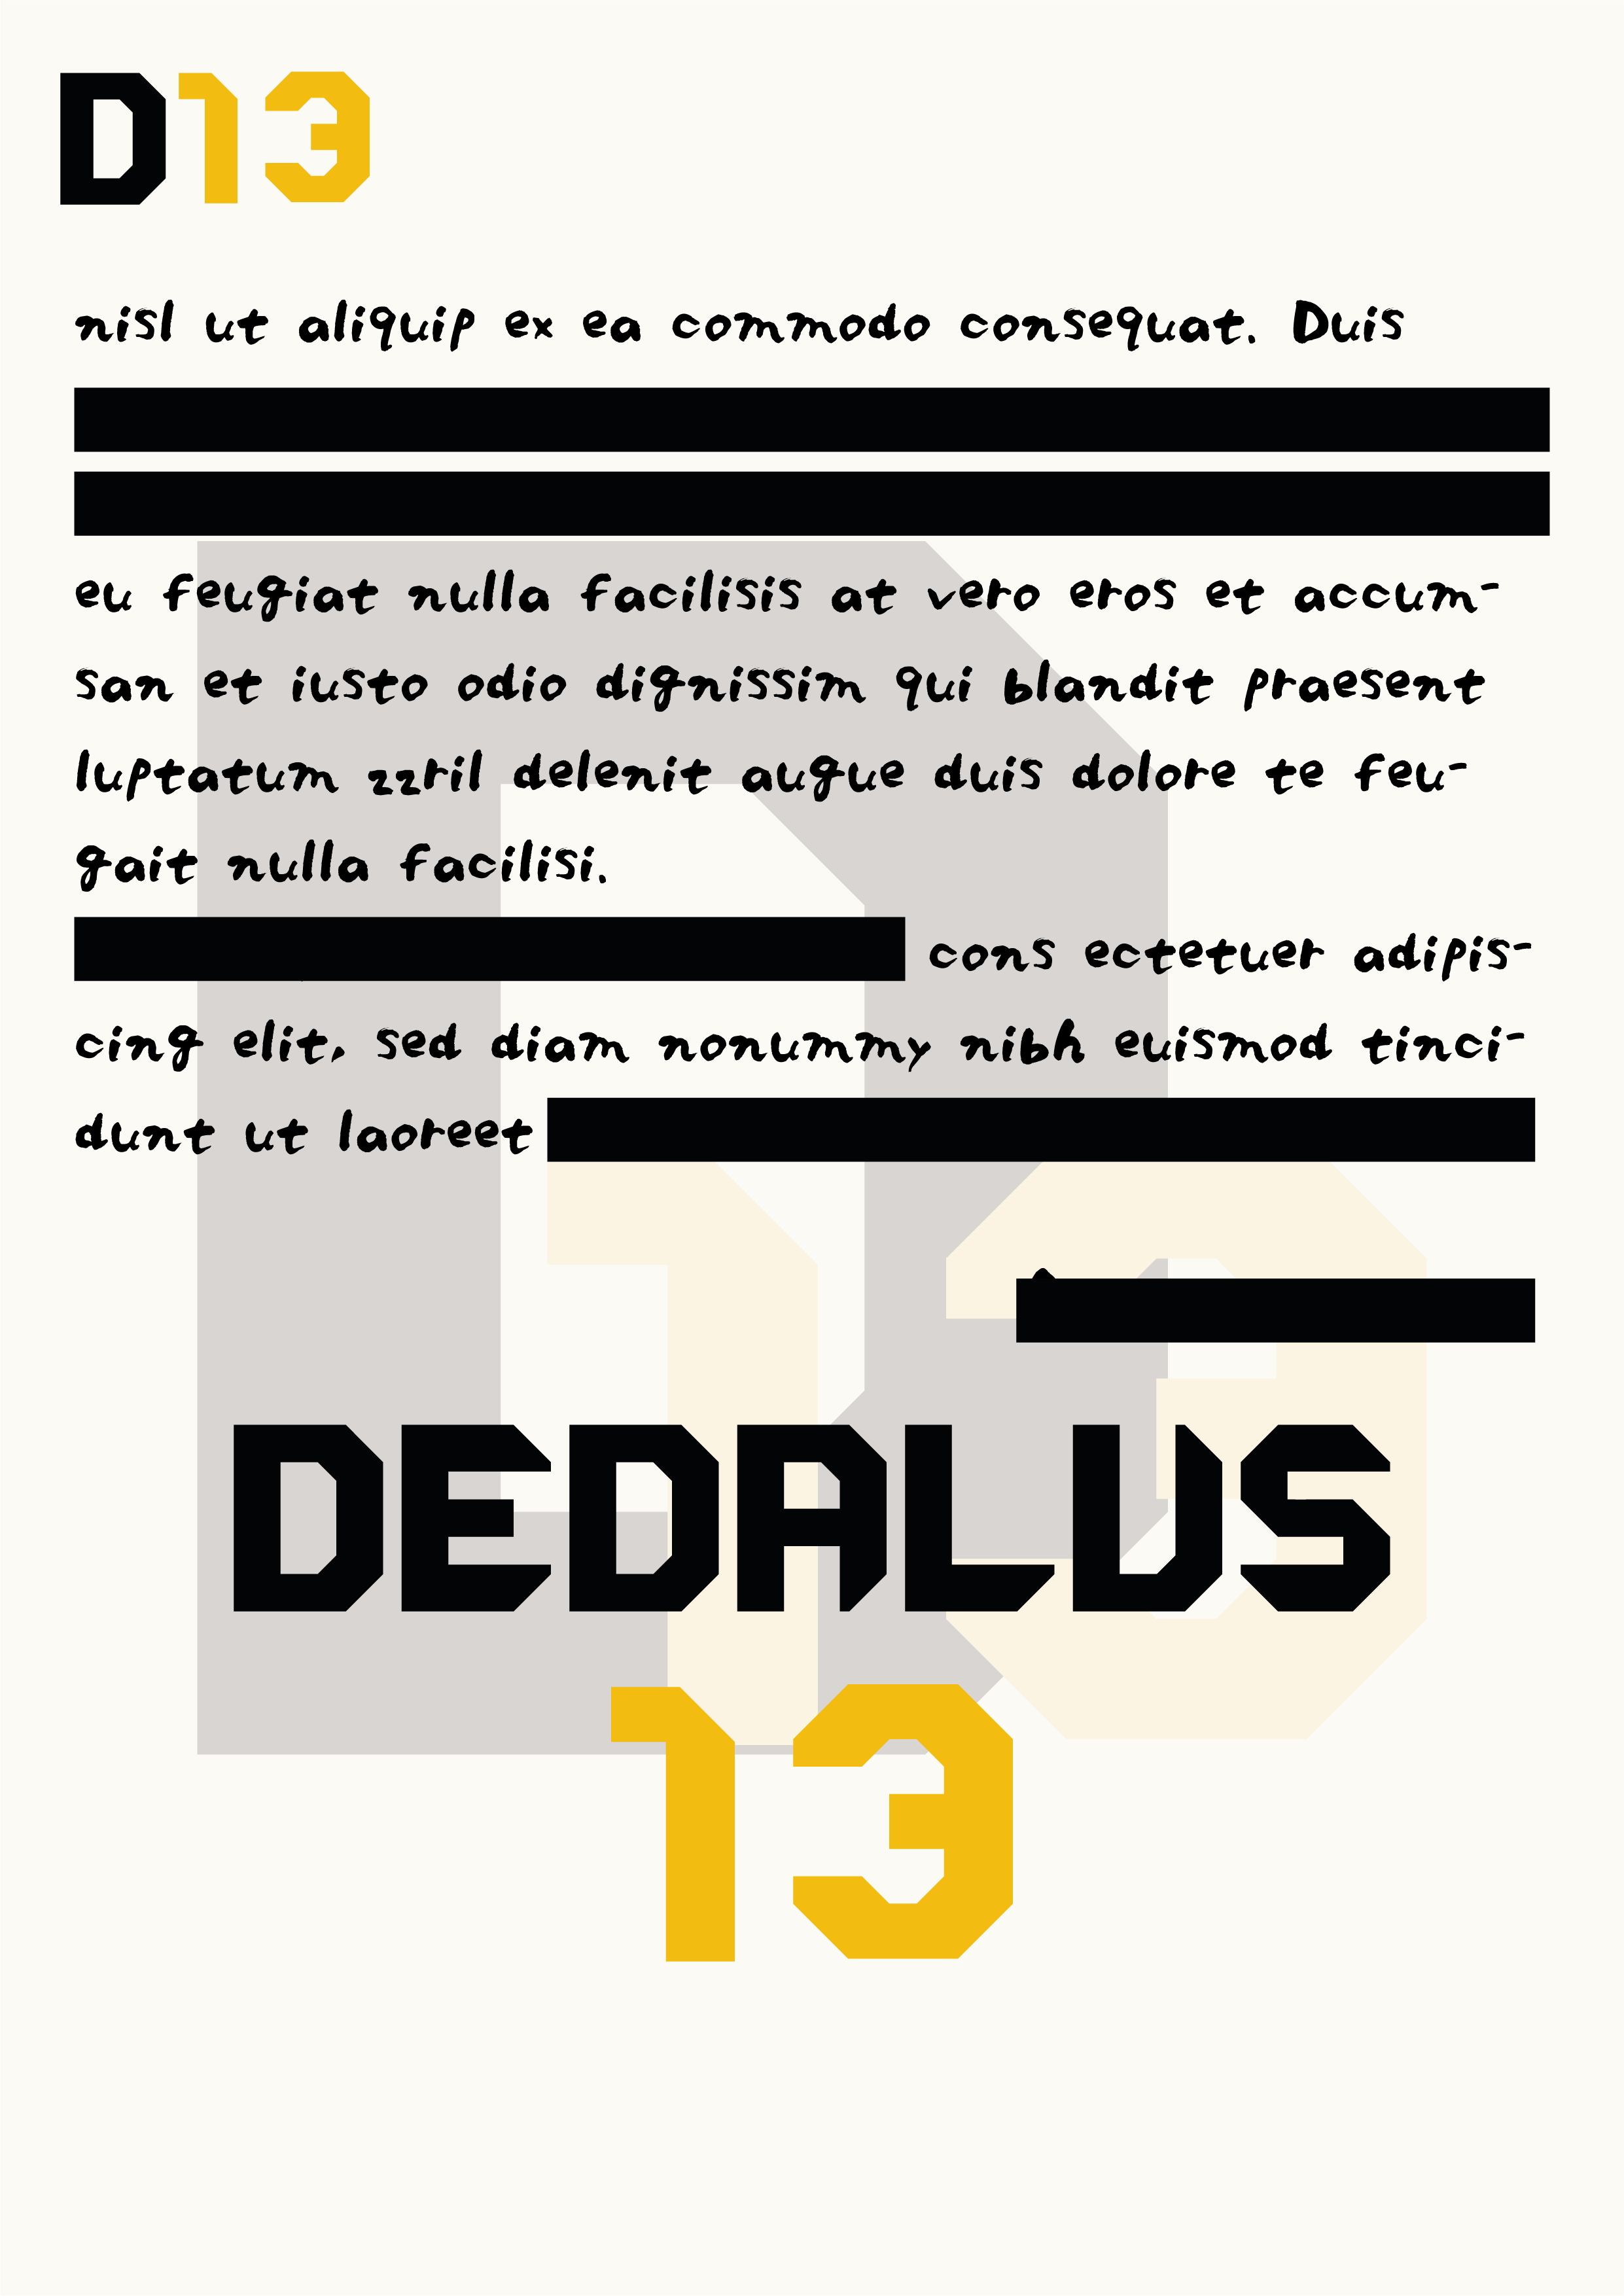 D13
nisl ut aliquip ex ea commodo consequat. Duis
eu feugiat nulla facilisis at vero eros et accum-
san et iusto odio dignissim qui blandit praesent
luptatum zzril delenit augue duis dolore te feu-
gait nulla facilisi.
cons ectetuer adipis-
cing elit, sed diam nonummy nibh euismod tinci-
dunt ut laoreet
D13
DEDALUS
13